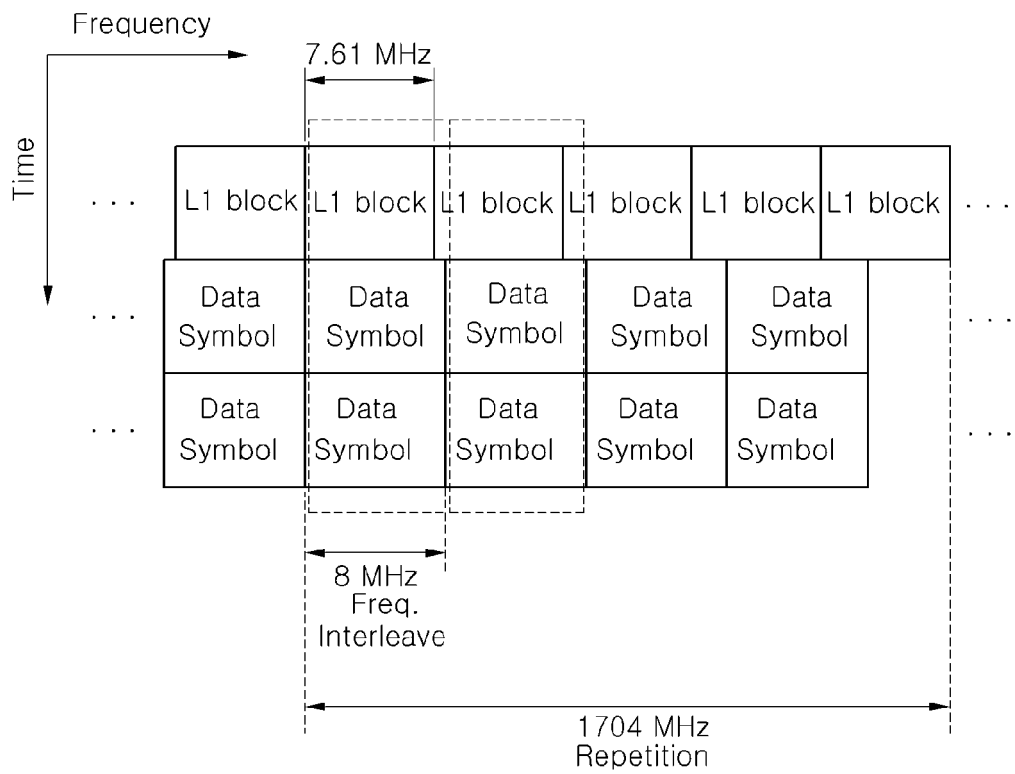 Frequency
7.61 MHz
Time
. . . L1 block L1 block L1 block L1 block L1 block L1 block . . .
. . . Data Symbol Data Symbol Data Symbol Data Symbol Data Symbol . . .
. . . Data Symbol Data Symbol Data Symbol Data Symbol Data Symbol . . .
8 MHz
Freq.
Interleave
1704 MHz
Repetition